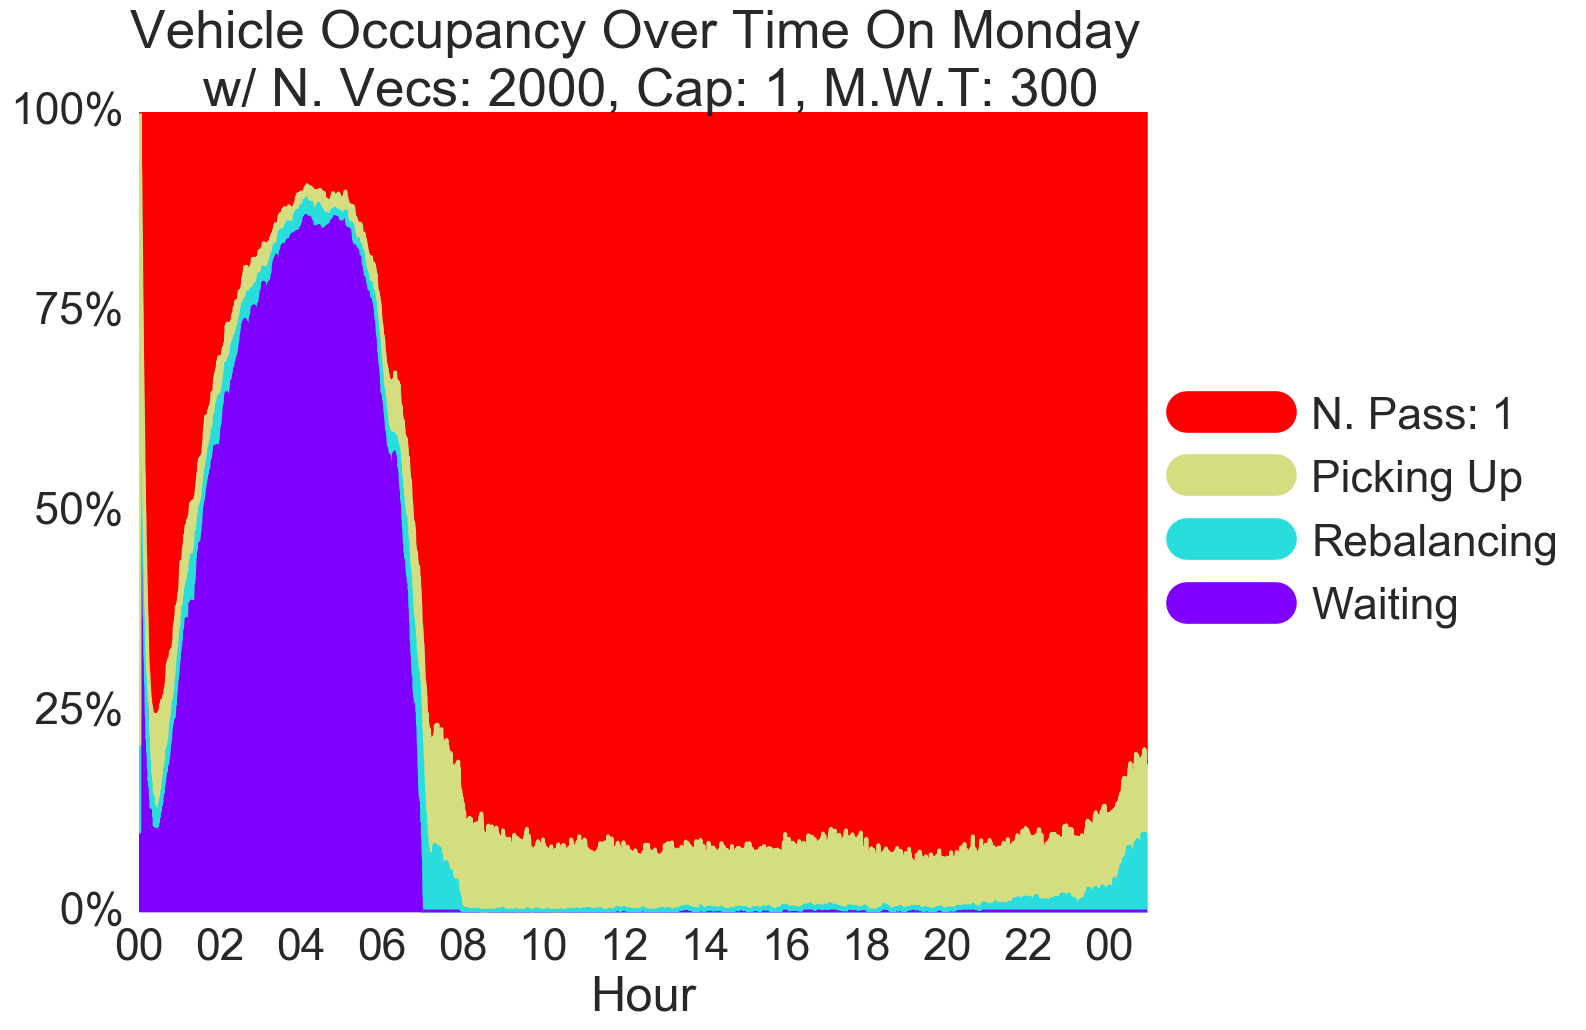 Vehicle Occupancy Over Time On Monday
w/ N. Vecs: 2000, Cap: 1, M.W.T: 300
100%
75%
50%
25%
0%
00 02 04 06 08 10 12 14 16 18 20 22 00
Hour
N. Pass: 1
Picking Up
Rebalancing
Waiting